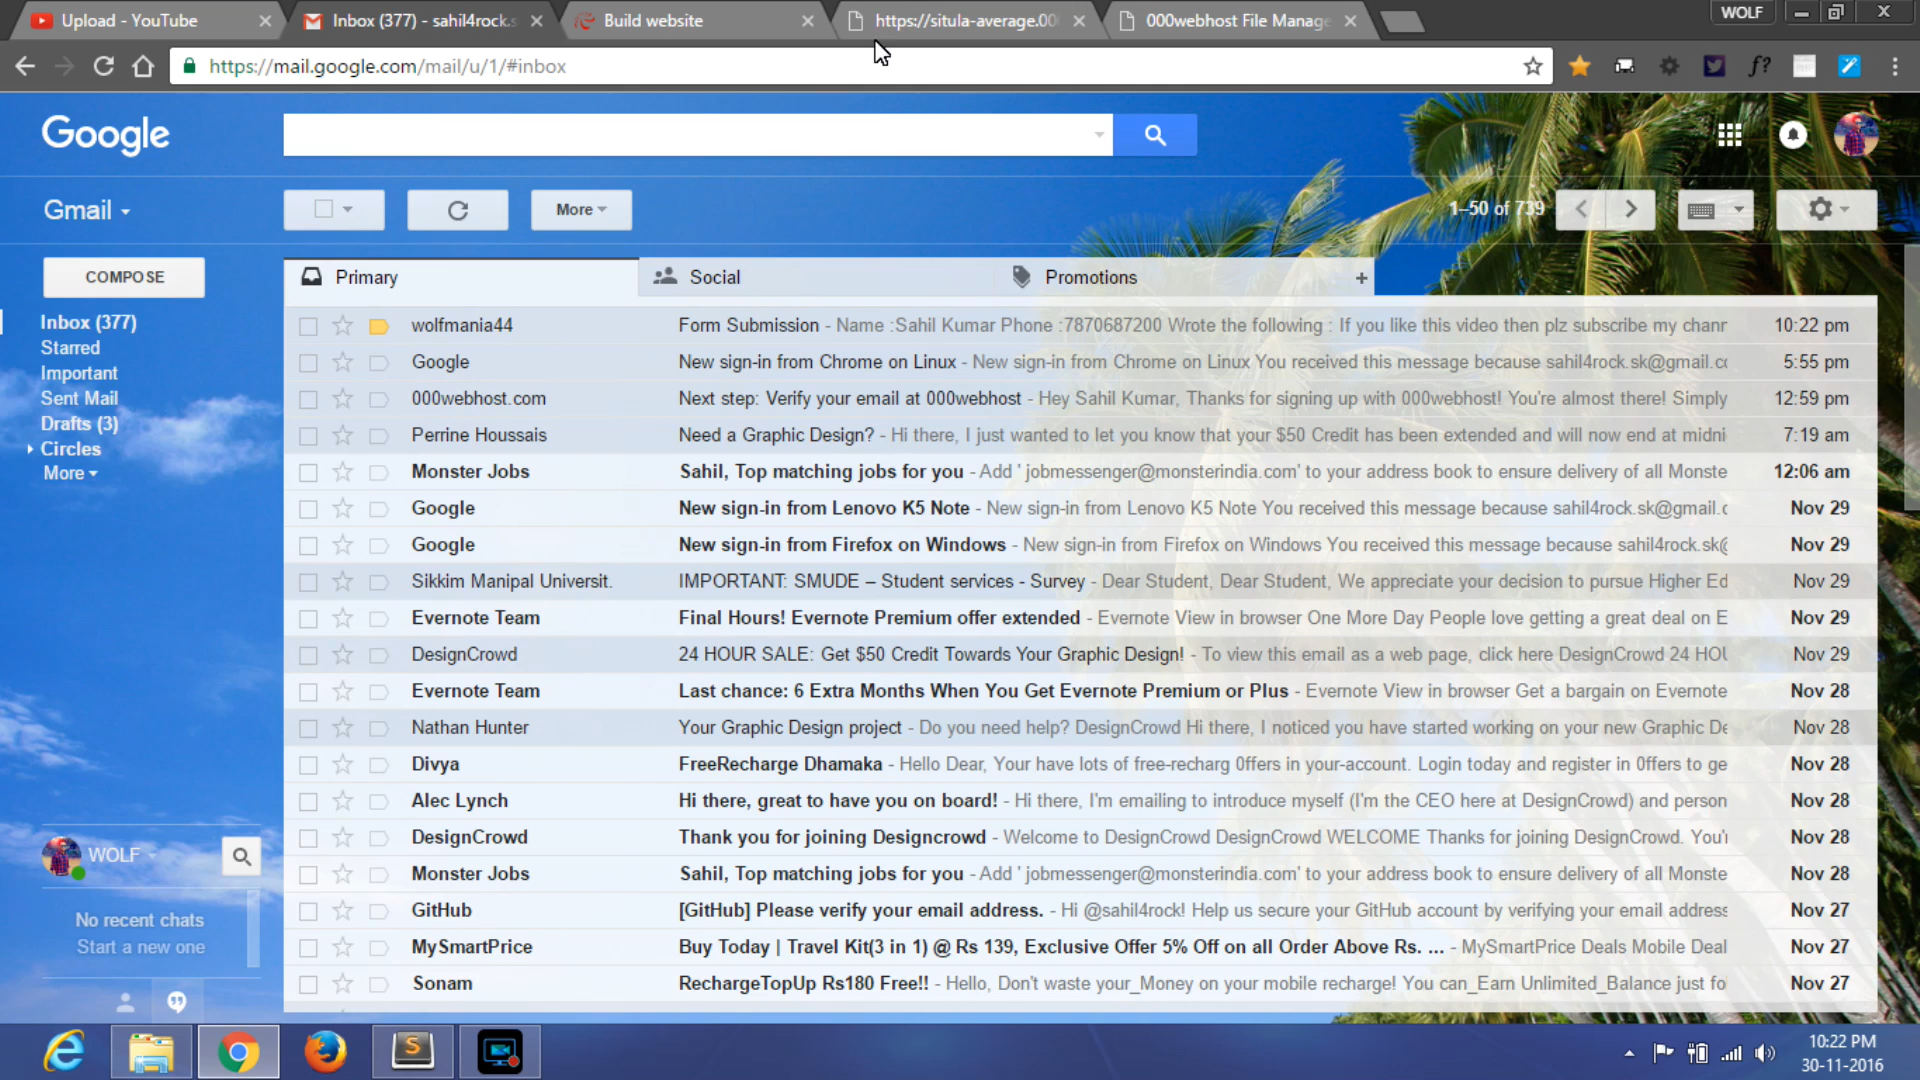 Upload - YouTube
Inbox (377) - sahil4rock.s
Build website
https://situla-average.00
000webhost File Manage
WOLF
https://mail.google.com/mail/u/1/#inbox
f?
Google
Gmail
More
1–50 of 739
COMPOSE
Primary
Social
Promotions
+
Inbox (377)
Starred
Important
Sent Mail
Drafts (3)
Circles
More
wolfmania44 Form Submission - Name :Sahil Kumar Phone :7870687200 Wrote the following : If you like this video then plz subscribe my chann 10:22 pm
Google New sign-in from Chrome on Linux - New sign-in from Chrome on Linux You received this message because sahil4rock.sk@gmail.cc 5:55 pm
000webhost.com Next step: Verify your email at 000webhost - Hey Sahil Kumar, Thanks for signing up with 000webhost! You're almost there! Simply 12:59 pm
Perrine Houssais Need a Graphic Design? - Hi there, I just wanted to let you know that your $50 Credit has been extended and will now end at midni 7:19 am
Monster Jobs Sahil, Top matching jobs for you - Add ' jobmessenger@monsterindia.com' to your address book to ensure delivery of all Monste 12:06 am
Google New sign-in from Lenovo K5 Note - New sign-in from Lenovo K5 Note You received this message because sahil4rock.sk@gmail.c Nov 29
Google New sign-in from Firefox on Windows - New sign-in from Firefox on Windows You received this message because sahil4rock.sk@ Nov 29
Sikkim Manipal Universit. IMPORTANT: SMUDE – Student services - Survey - Dear Student, Dear Student, We appreciate your decision to pursue Higher Ed Nov 29
Evernote Team Final Hours! Evernote Premium offer extended - Evernote View in browser One More Day People love getting a great deal on E Nov 29
DesignCrowd 24 HOUR SALE: Get $50 Credit Towards Your Graphic Design! - To view this email as a web page, click here DesignCrowd 24 HOU Nov 29
Evernote Team Last chance: 6 Extra Months When You Get Evernote Premium or Plus - Evernote View in browser Get a bargain on Evernote Nov 28
Nathan Hunter Your Graphic Design project - Do you need help? DesignCrowd Hi there, I noticed you have started working on your new Graphic De Nov 28
Divya FreeRecharge Dhamaka - Hello Dear, Your have lots of free-recharg 0ffers in your-account. Login today and register in 0ffers to ge Nov 28
Alec Lynch Hi there, great to have you on board! - Hi there, I'm emailing to introduce myself (I'm the CEO here at DesignCrowd) and person Nov 28
DesignCrowd Thank you for joining Designcrowd - Welcome to DesignCrowd DesignCrowd WELCOME Thanks for joining DesignCrowd. You'r Nov 28
Monster Jobs Sahil, Top matching jobs for you - Add ' jobmessenger@monsterindia.com' to your address book to ensure delivery of all Monste Nov 28
GitHub [GitHub] Please verify your email address. - Hi @sahil4rock! Help us secure your GitHub account by verifying your email address Nov 27
MySmartPrice Buy Today | Travel Kit(3 in 1) @ Rs 139, Exclusive Offer 5% Off on all Order Above Rs. ... - MySmartPrice Deals Mobile Deal Nov 27
Sonam RechargeTopUp Rs180 Free!! - Hello, Don't waste your_Money on your mobile recharge! You can_Earn Unlimited_Balance just fo Nov 27
WOLF
No recent chats
Start a new one
10:22 PM
30-11-2016